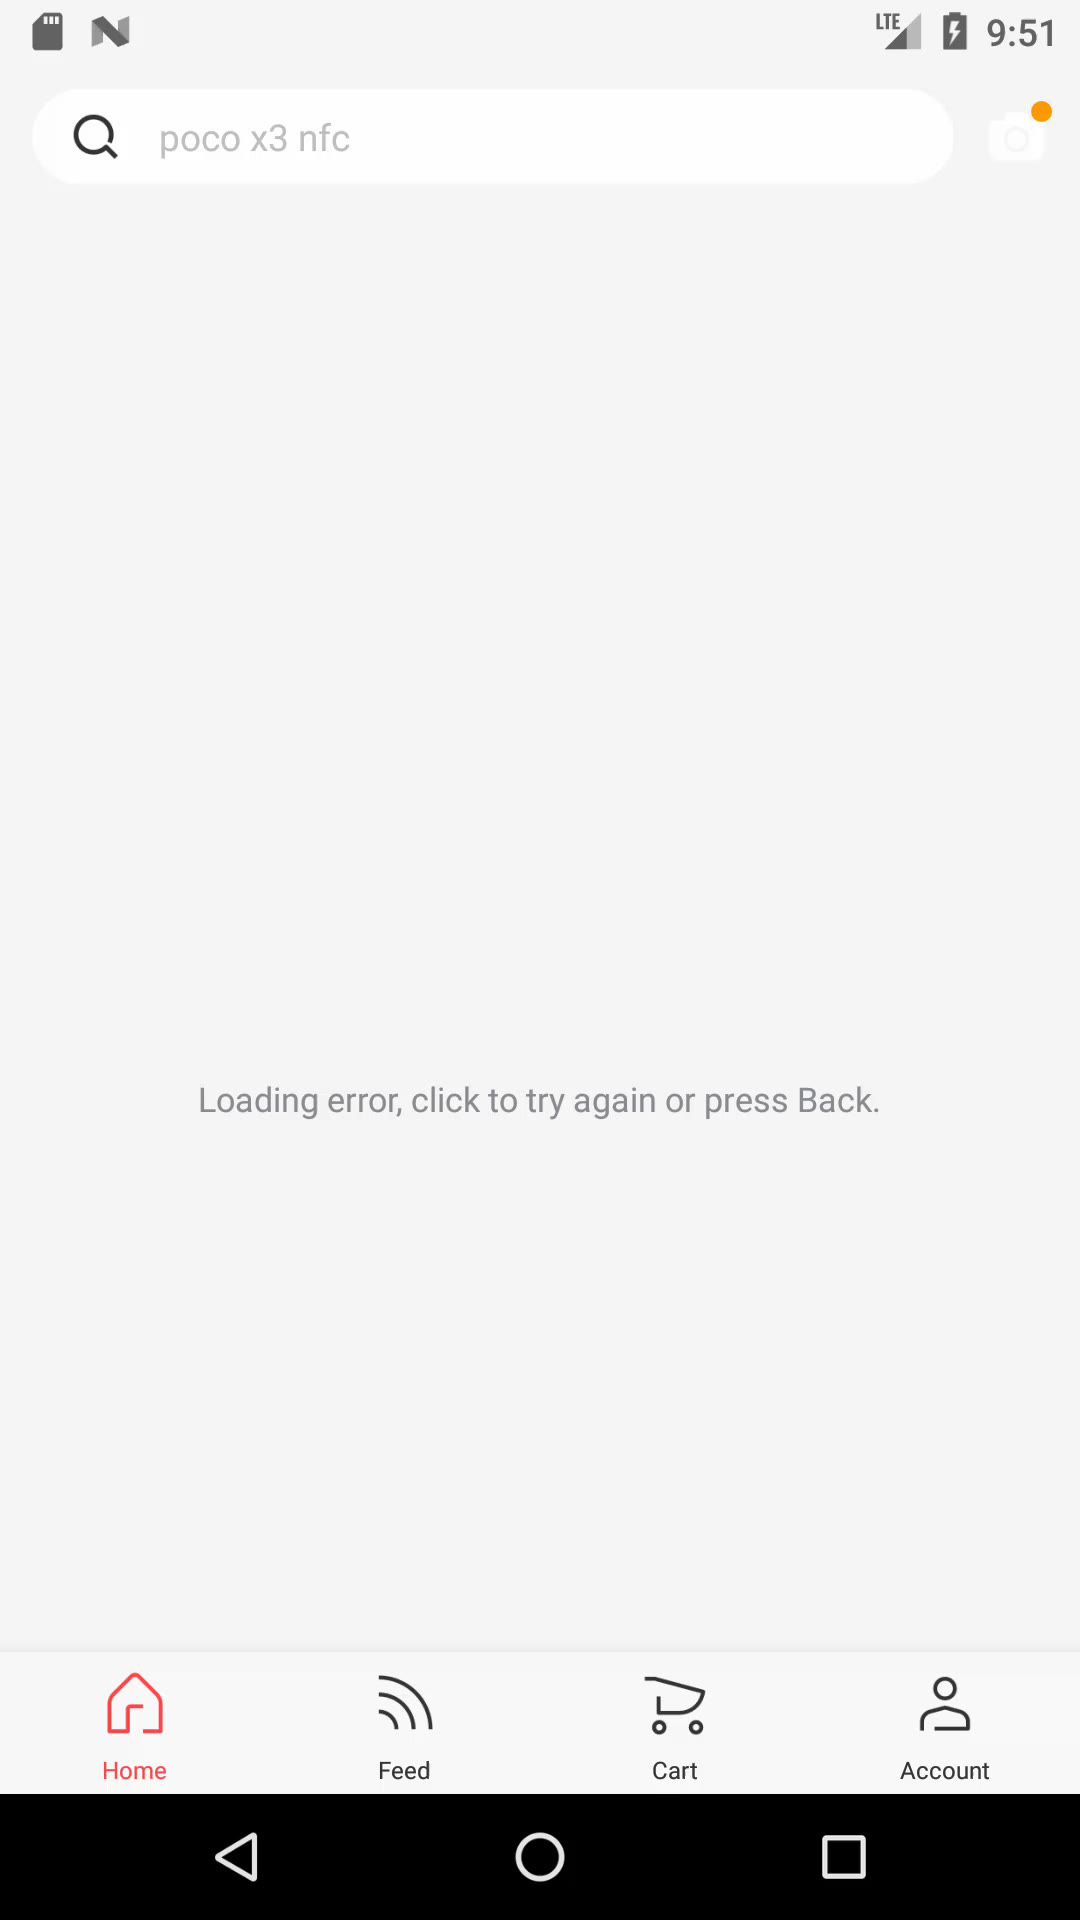 LTE 9:51
poco x3 nfc
Loading error, click to try again or press Back.
Home Feed Cart Account